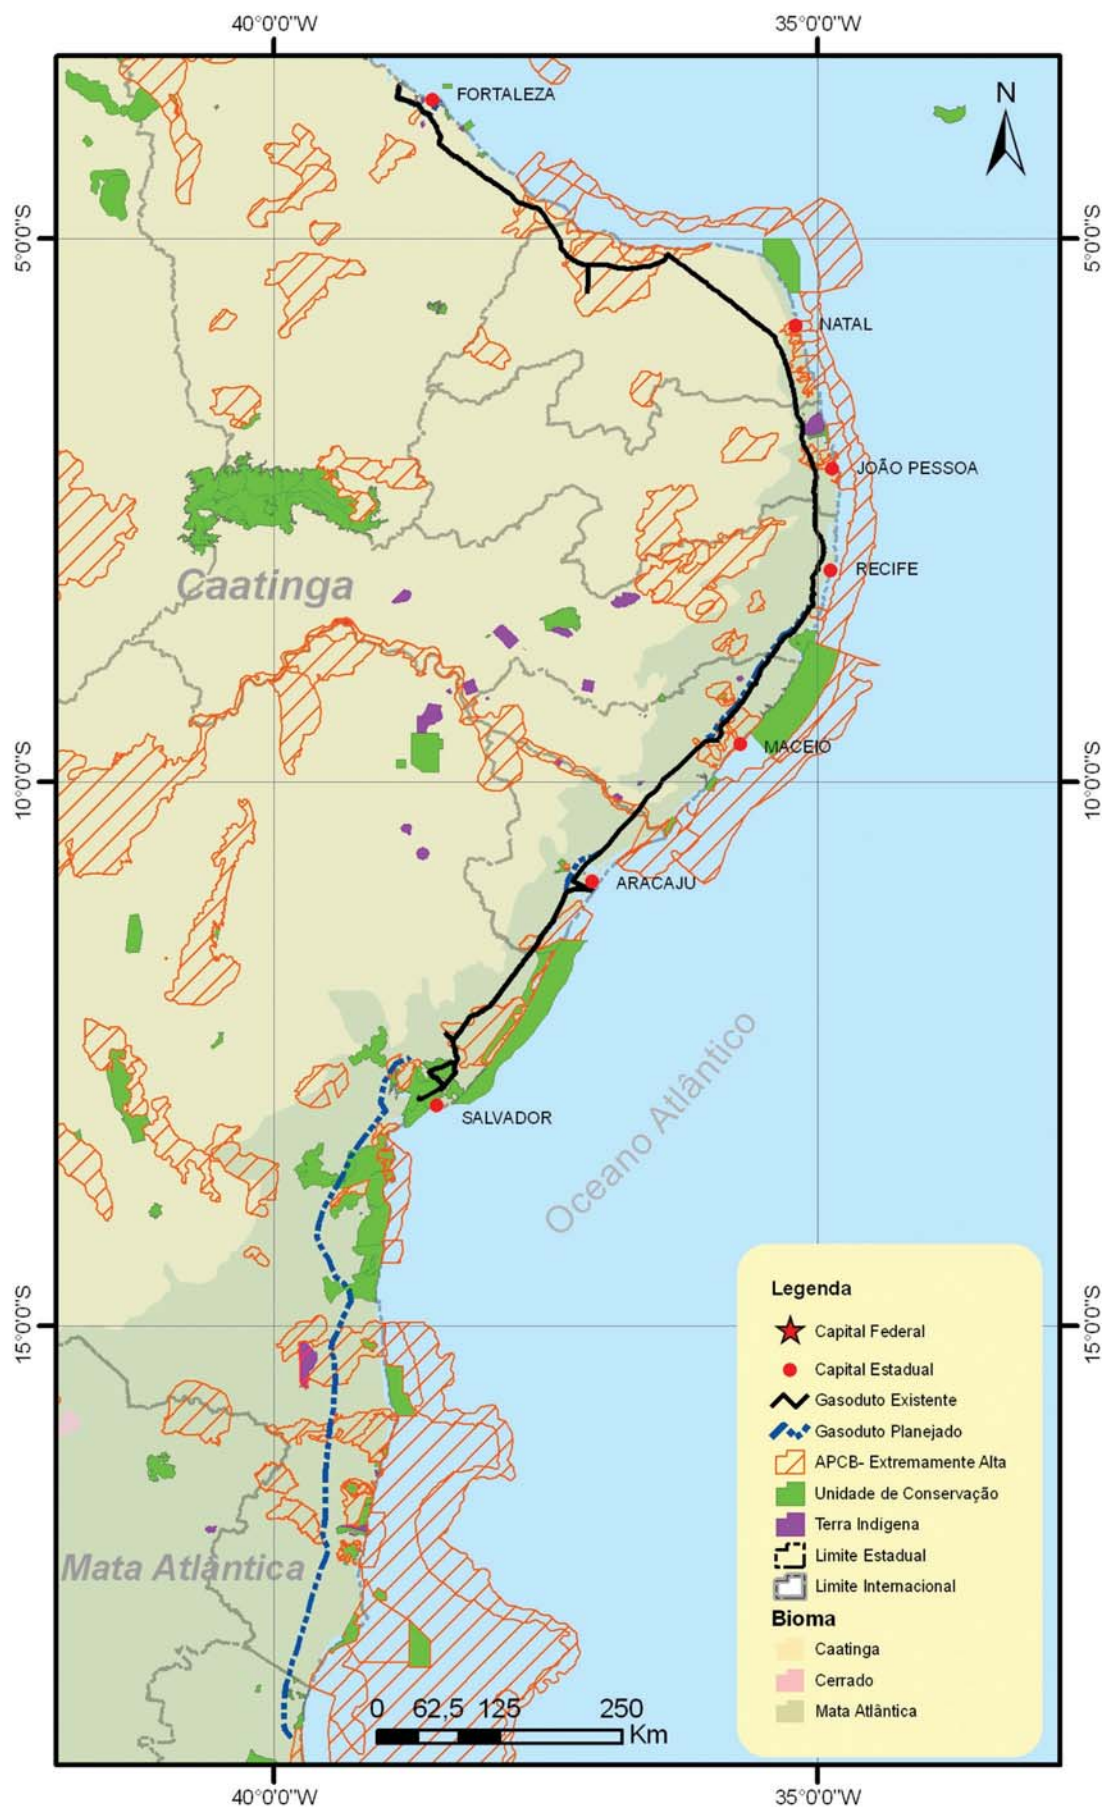 40°0'0"W
35°0'0"W
FORTALEZA
N
5°0'0"S
5°0'0"S
NATAL
JOÃO PESSOA
RECIFE
Caatinga
MACEIO
10°0'0"S
10°0'0"S
ARACAJU
Oceano Atlântico
SALVADOR
Legenda
Capital Federal
15°0'0"S
15°0'0"S
Capital Estadual
Gasoduto Existente
Gasoduto Planejado
APCB- Extremamente Alta
Unidade de Conservação
Terra Indígena
Limite Estadual
Mata Atlântica
Limite Internacional
Bioma
Caatinga
Cerrado
Mata Atlântica
0 62,5 125 250
Km
40°0'0"W
35°0'0"W